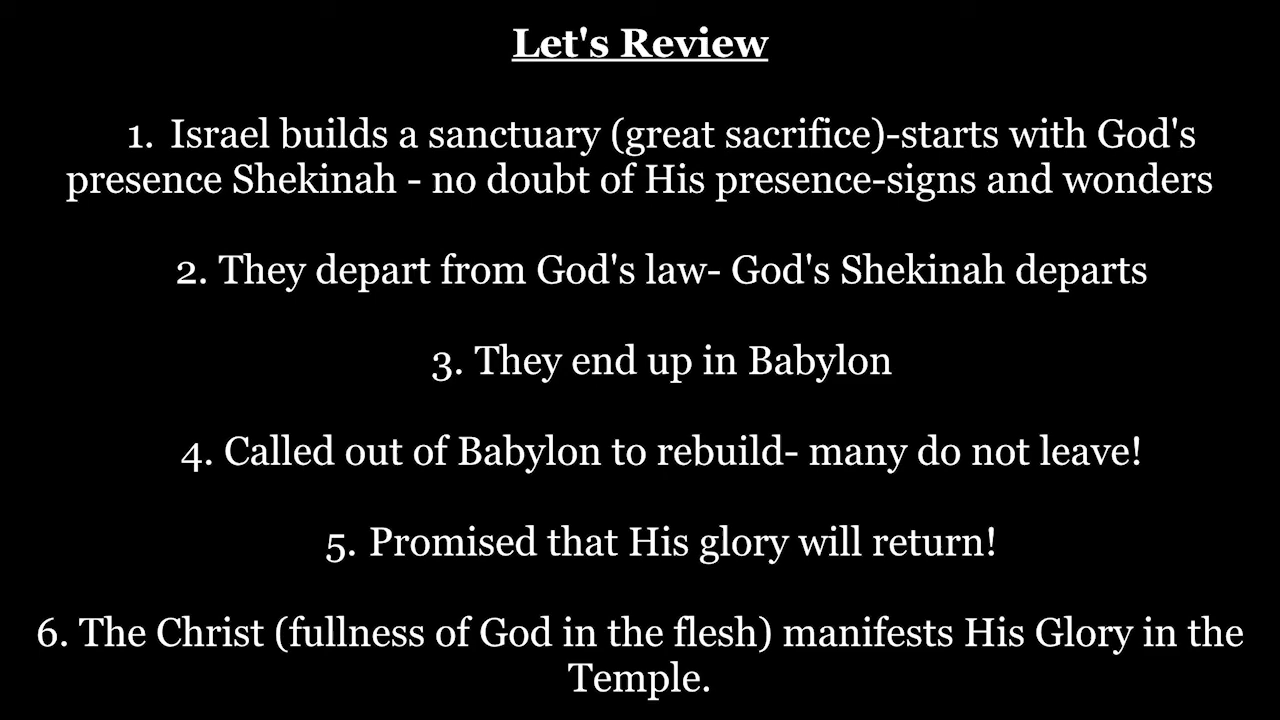 Let's Review
1. Israel builds a sanctuary (great sacrifice)-starts with God's
presence Shekinah - no doubt of His presence-signs and wonders
2. They depart from God's law- God's Shekinah departs
3. They end up in Babylon
4. Called out of Babylon to rebuild- many do not leave!
5. Promised that His glory will return!
6. The Christ (fullness of God in the flesh) manifests His Glory in the
Temple.